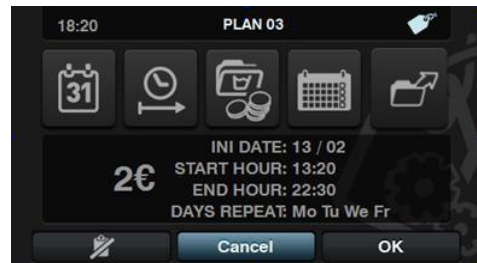 18:20 PLAN 03
31
2€
INI DATE: 13 / 02
START HOUR: 13:20
END HOUR: 22:30
DAYS REPEAT: Mo Tu We Fr
Cancel OK